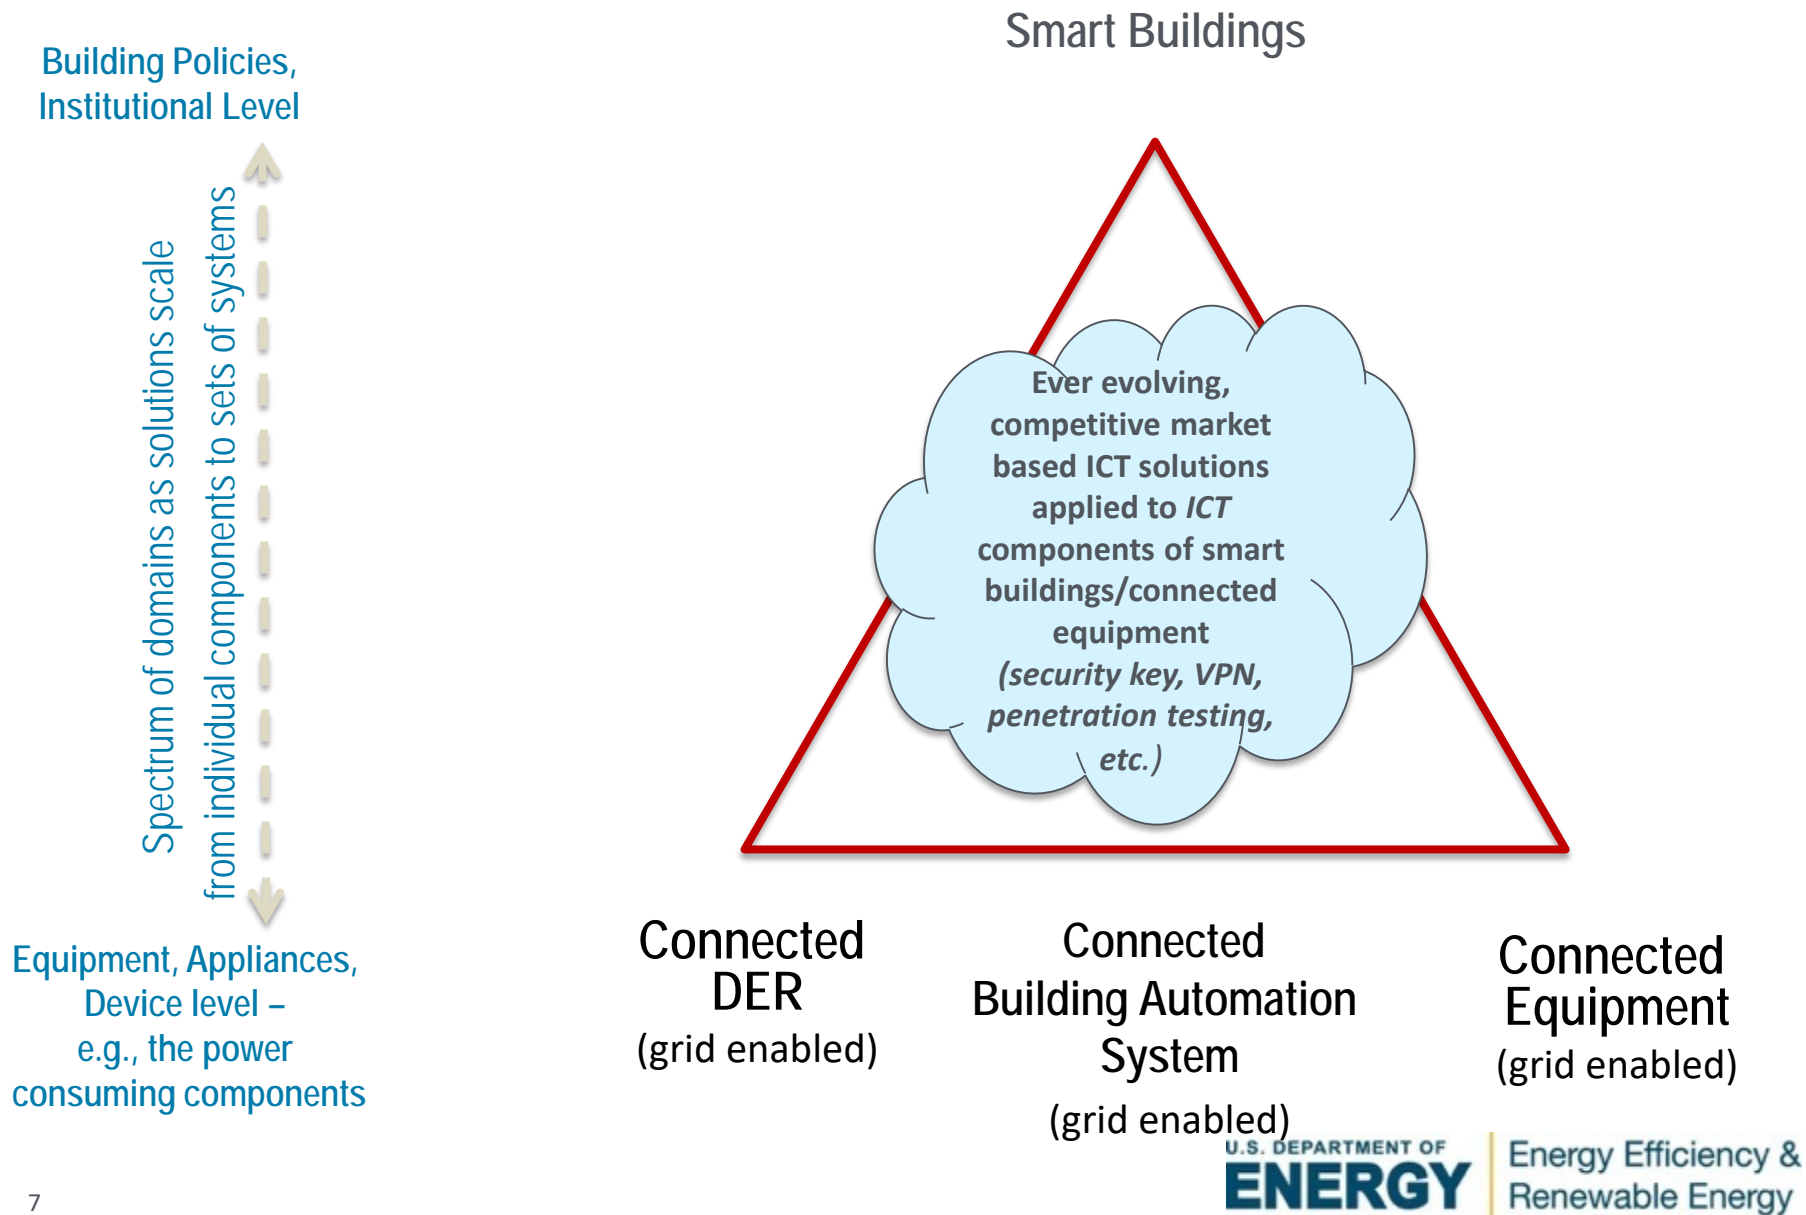 Smart Buildings
Building Policies,
Institutional Level
Spectrum of domains as solutions scale
from individual components to sets of systems
Equipment, Appliances,
Device level –
e.g., the power
consuming components
Ever evolving,
competitive market
based ICT solutions
applied to ICT
components of smart
buildings/connected
equipment
(security key, VPN,
penetration testing,
etc.)
Connected
DER
(grid enabled)
Connected
Building Automation
System
(grid enabled)
Connected
Equipment
(grid enabled)
U.S. DEPARTMENT OF
ENERGY
Energy Efficiency &
Renewable Energy
7